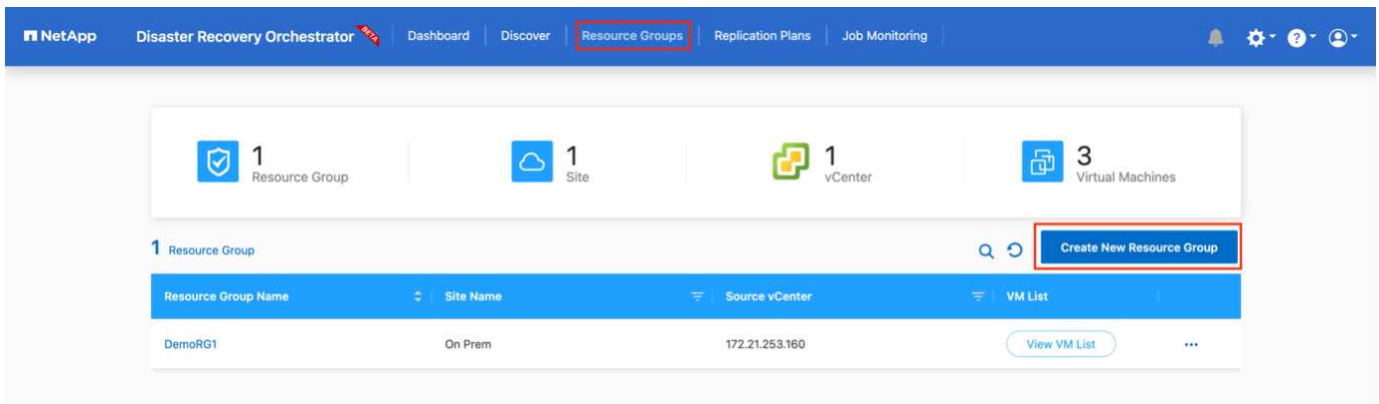 NetApp Disaster Recovery Orchestrator BETA Dashboard Discover Resource Groups Replication Plans Job Monitoring
1 1 1 3
Resource Group Site vCenter Virtual Machines
1 Resource Group Create New Resource Group
Resource Group Name Site Name Source vCenter VM List
DemoRG1 On Prem 172.21.253.160 View VM List